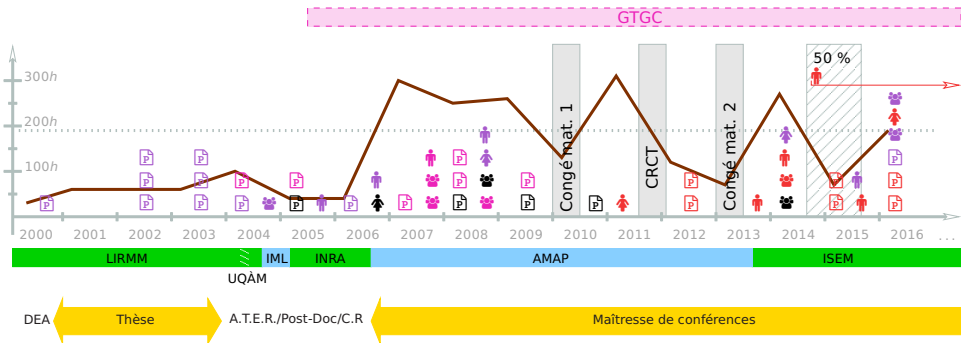 GTGC
50 %
300h
200h
100h
Congé mat. 1
CRCT
Congé mat. 2
P P P P P P P P P P P P P P P P P P P P P P P P
2000 2001 2002 2003 2004 2005 2006 2007 2008 2009 2010 2011 2012 2013 2014 2015 2016 ...
LIRMM IML INRA AMAP ISEM
UQÀM
DEA Thèse A.T.E.R./Post-Doc/C.R Maîtresse de conférences